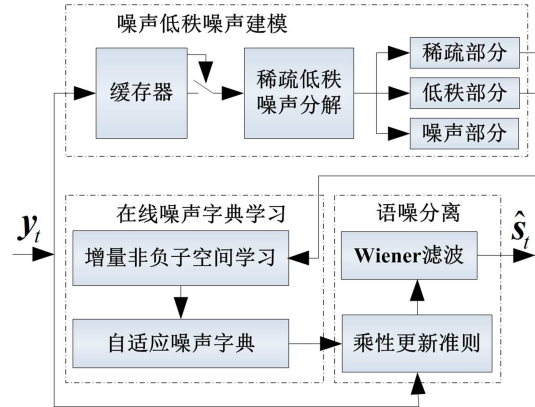 噪声低秩噪声建模
缓存器
稀疏低秩
噪声分解
稀疏部分
低秩部分
噪声部分
yₜ
在线噪声字典学习
增量非负子空间学习
自适应噪声字典
语噪分离
Wiener滤波
乘性更新准则
ŝₜ